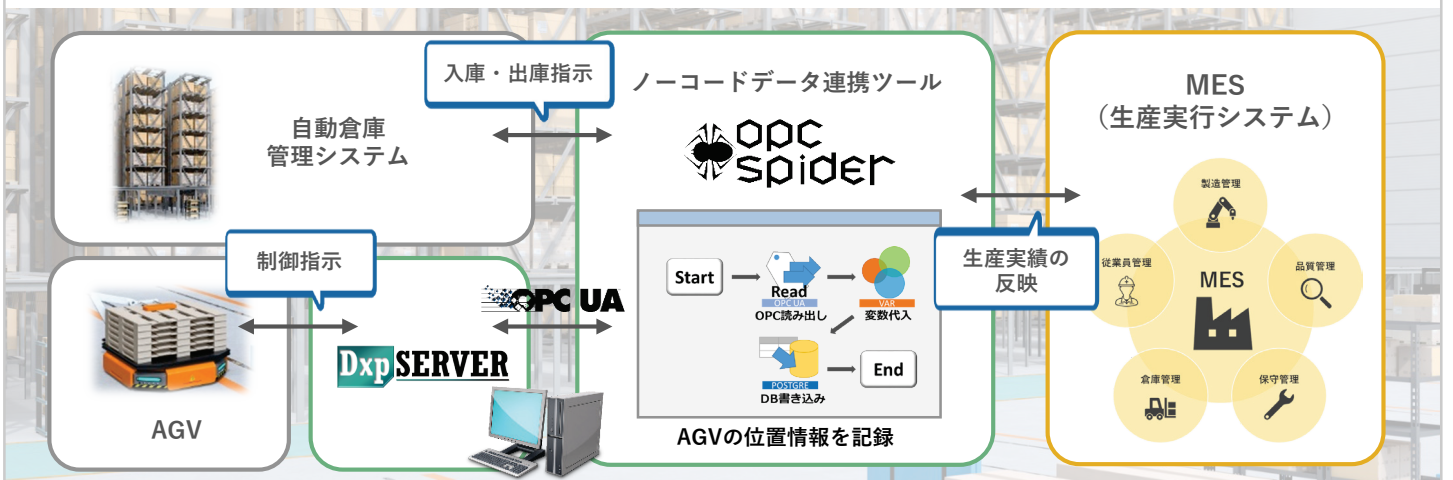 自動倉庫
管理システム
入庫・出庫指示
ノーコードデータ連携ツール
opc
spider
MES
（生産実行システム）
制御指示
AGV
OPC UA
DxpSERVER
Start
Read
OPC UA
OPC読み出し
VAR
変数代入
POSTGRE
DB書き込み
End
AGVの位置情報を記録
生産実績の
反映
製造管理
従業員管理
MES
品質管理
倉庫管理
保守管理